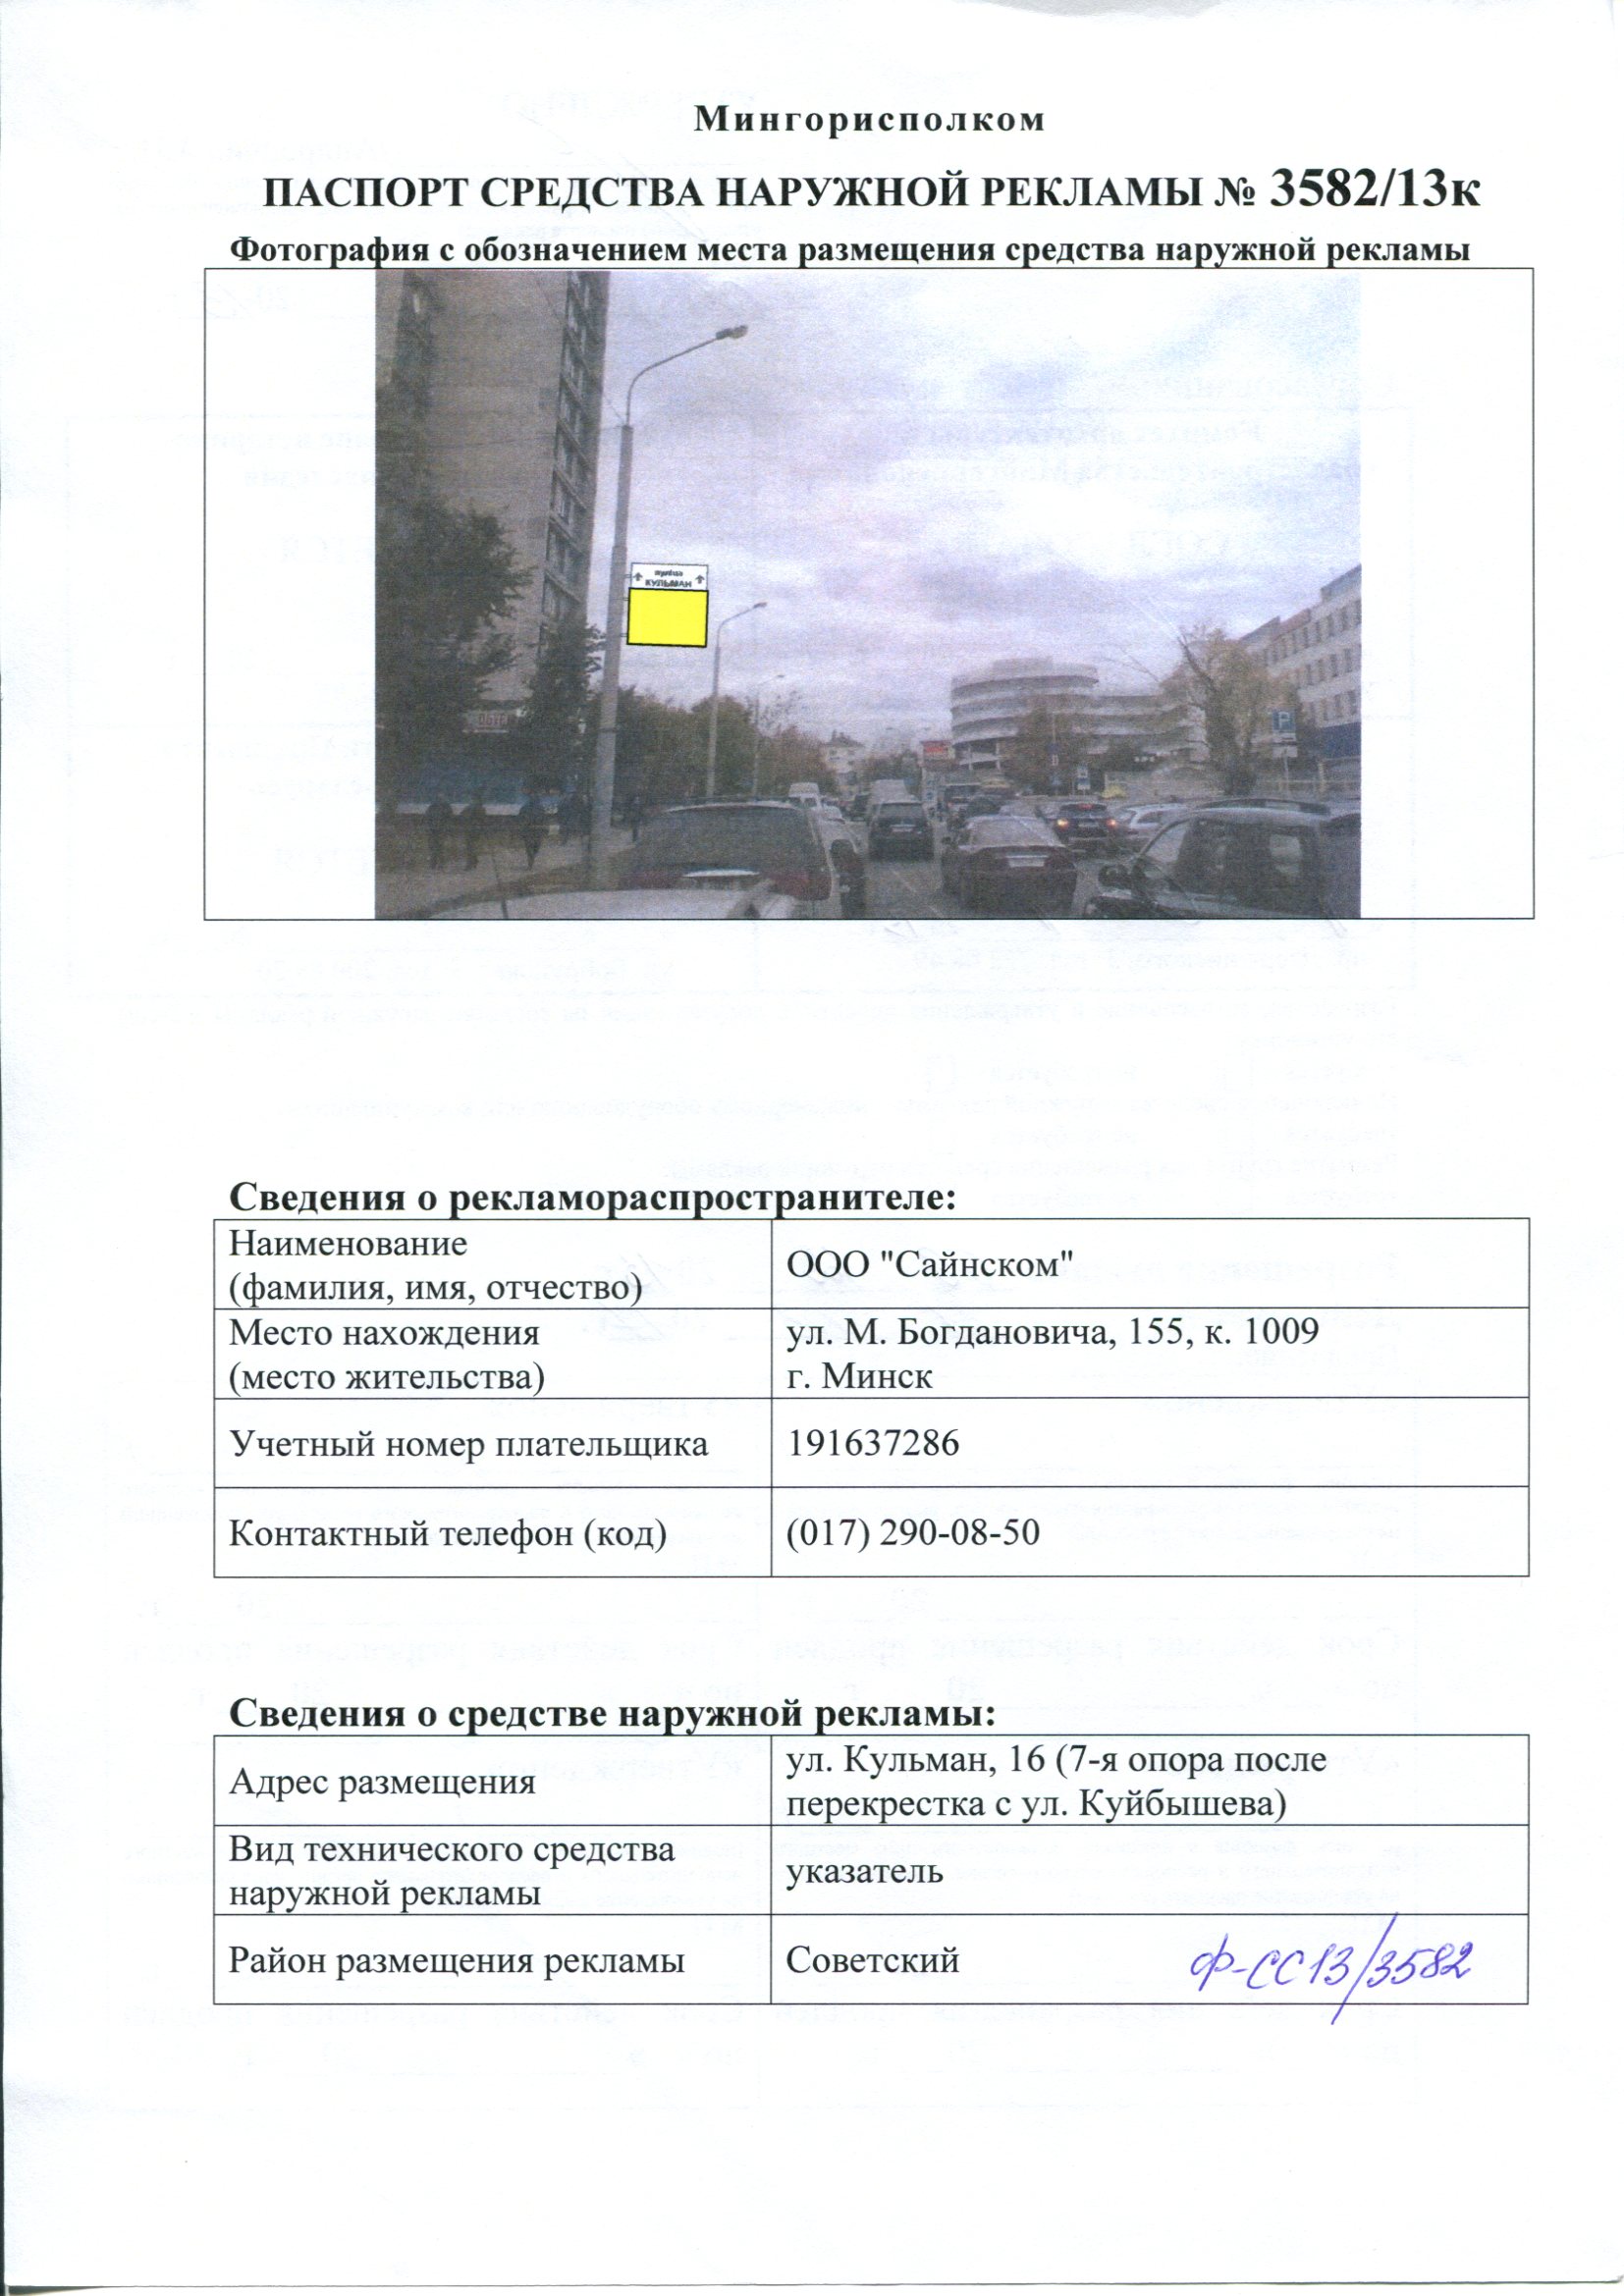 Мингорисполком
ПАСПОРТ СРЕДСТВА НАРУЖНОЙ РЕКЛАМЫ № 3582/13к
Фотография с обозначением места размещения средства наружной рекламы
улица
КУЛЬМАН
P
Сведения о рекламораспространителе:
Наименование
(фамилия, имя, отчество)
ООО "Сайнском"
Место нахождения
(место жительства)
ул. М. Богдановича, 155, к. 1009
г. Минск
Учетный номер плательщика
191637286
Контактный телефон (код)
(017) 290-08-50
Сведения о средстве наружной рекламы:
Адрес размещения
ул. Кульман, 16 (7-я опора после
перекрестка с ул. Куйбышева)
Вид технического средства
наружной рекламы
указатель
Район размещения рекламы
Советский
Ф-СС13/3582